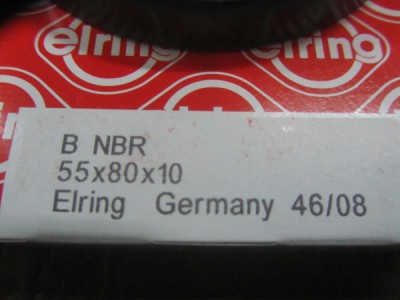 elring elring
B NBR
55x80x10
Elring Germany 46/08